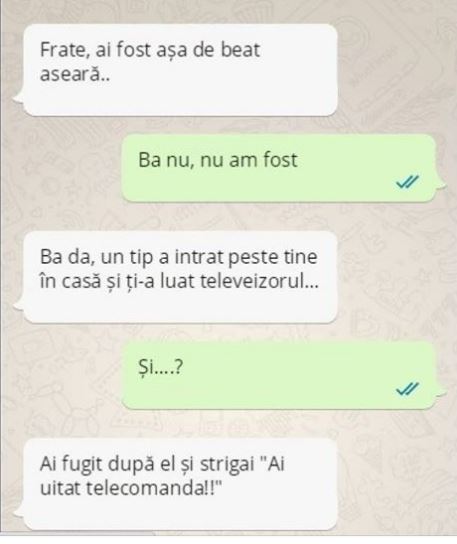 Frate, ai fost așa de beat
aseară..
Ba nu, nu am fost
Ba da, un tip a intrat peste tine
în casă și ți-a luat televeizorul...
Și....?
Ai fugit după el și strigai "Ai
uitat telecomanda!!"